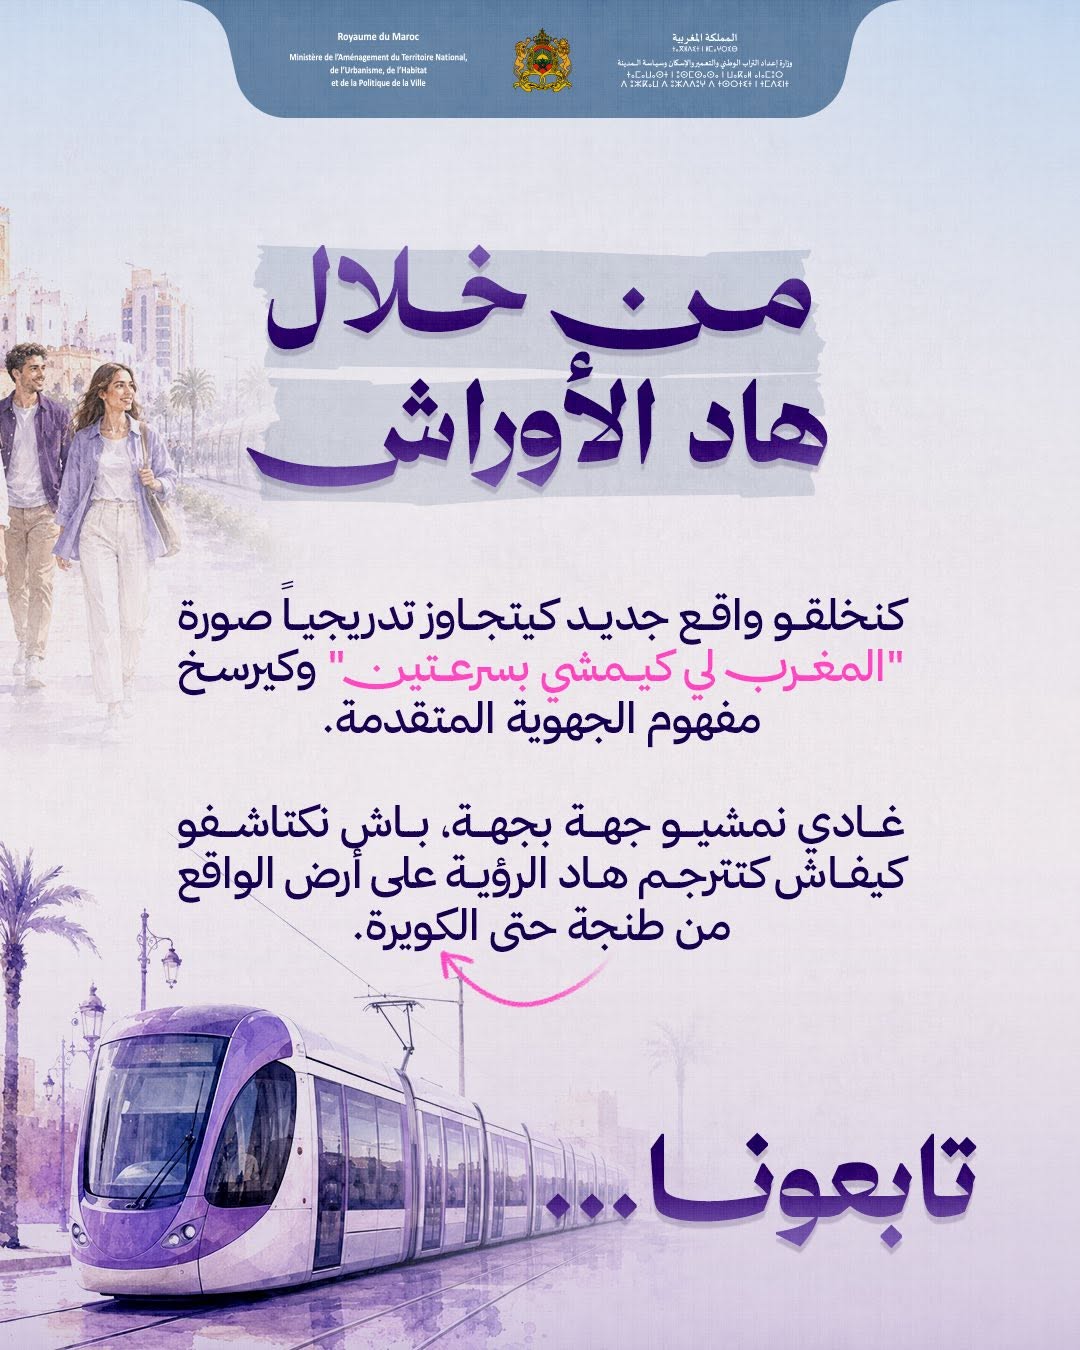 Royaume du Maroc
Ministère de l'Aménagement du Territoire National,
de l'Urbanisme, de l'Habitat
et de la Politique de la Ville
المملكة المغربية
ⵜⴰⴳⵍⴷⵉⵜ ⵏ ⵍⵎⵖⵔⵉⴱ
وزارة إعداد التراب الوطني والتعمير والإسكان وسياسة المدينة
من خلال
هاد الأوراش
كنخلقو واقع جديد كيتجاوز تدريجياً صورة
"المغرب لي كيمشي بسرعتين" وكيرسخ
مفهوم الجهوية المتقدمة.
غادي نمشيو جهة بجهة، باش نكتاشفو
كيفاش كتترجم هاد الرؤية على أرض الواقع
من طنجة حتى الكويرة.
تابعونا...